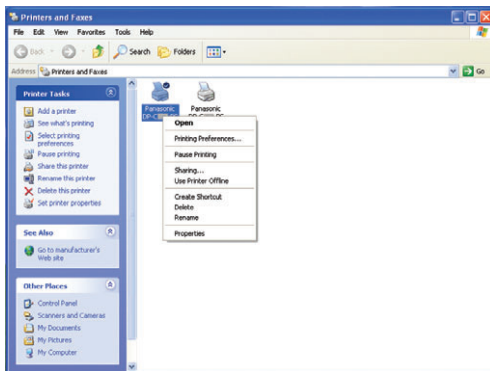 Printers and Faxes
File Edit View Favorites Tools Help
Back Search Folders
Address Printers and Faxes Go
Printer Tasks
Add a printer
See what's printing
Select printing
preferences
Pause printing
Share this printer
Rename this printer
Delete this printer
Set printer properties
See Also
Go to manufacturer's
Web site
Other Places
Control Panel
Scanners and Cameras
My Documents
My Pictures
My Computer
Panasonic
Panasonic
Open
Printing Preferences...
Pause Printing
Sharing...
Use Printer Offline
Create Shortcut
Delete
Rename
Properties